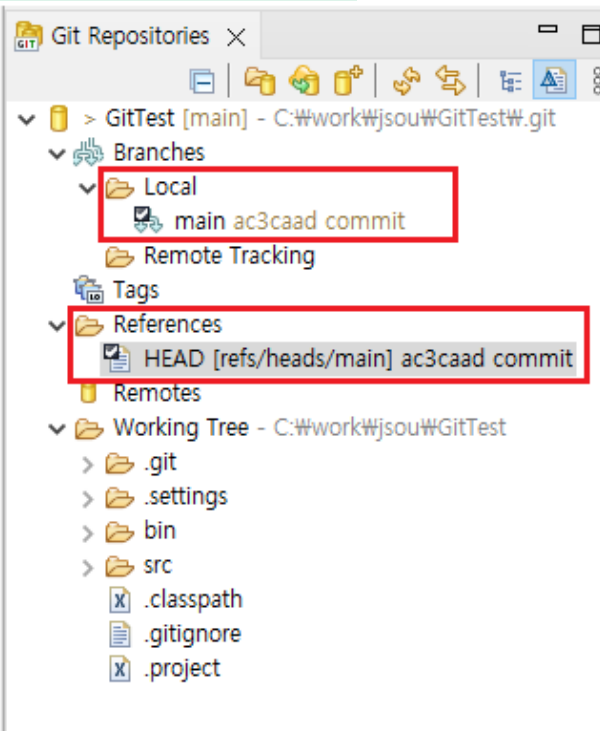 GIT Git Repositories
> GitTest [main] - C:₩work₩jsou₩GitTest₩.git
Branches
Local
main ac3caad commit
Remote Tracking
Tags
References
HEAD [refs/heads/main] ac3caad commit
Remotes
Working Tree - C:₩work₩jsou₩GitTest
.git
.settings
bin
src
.classpath
.gitignore
.project